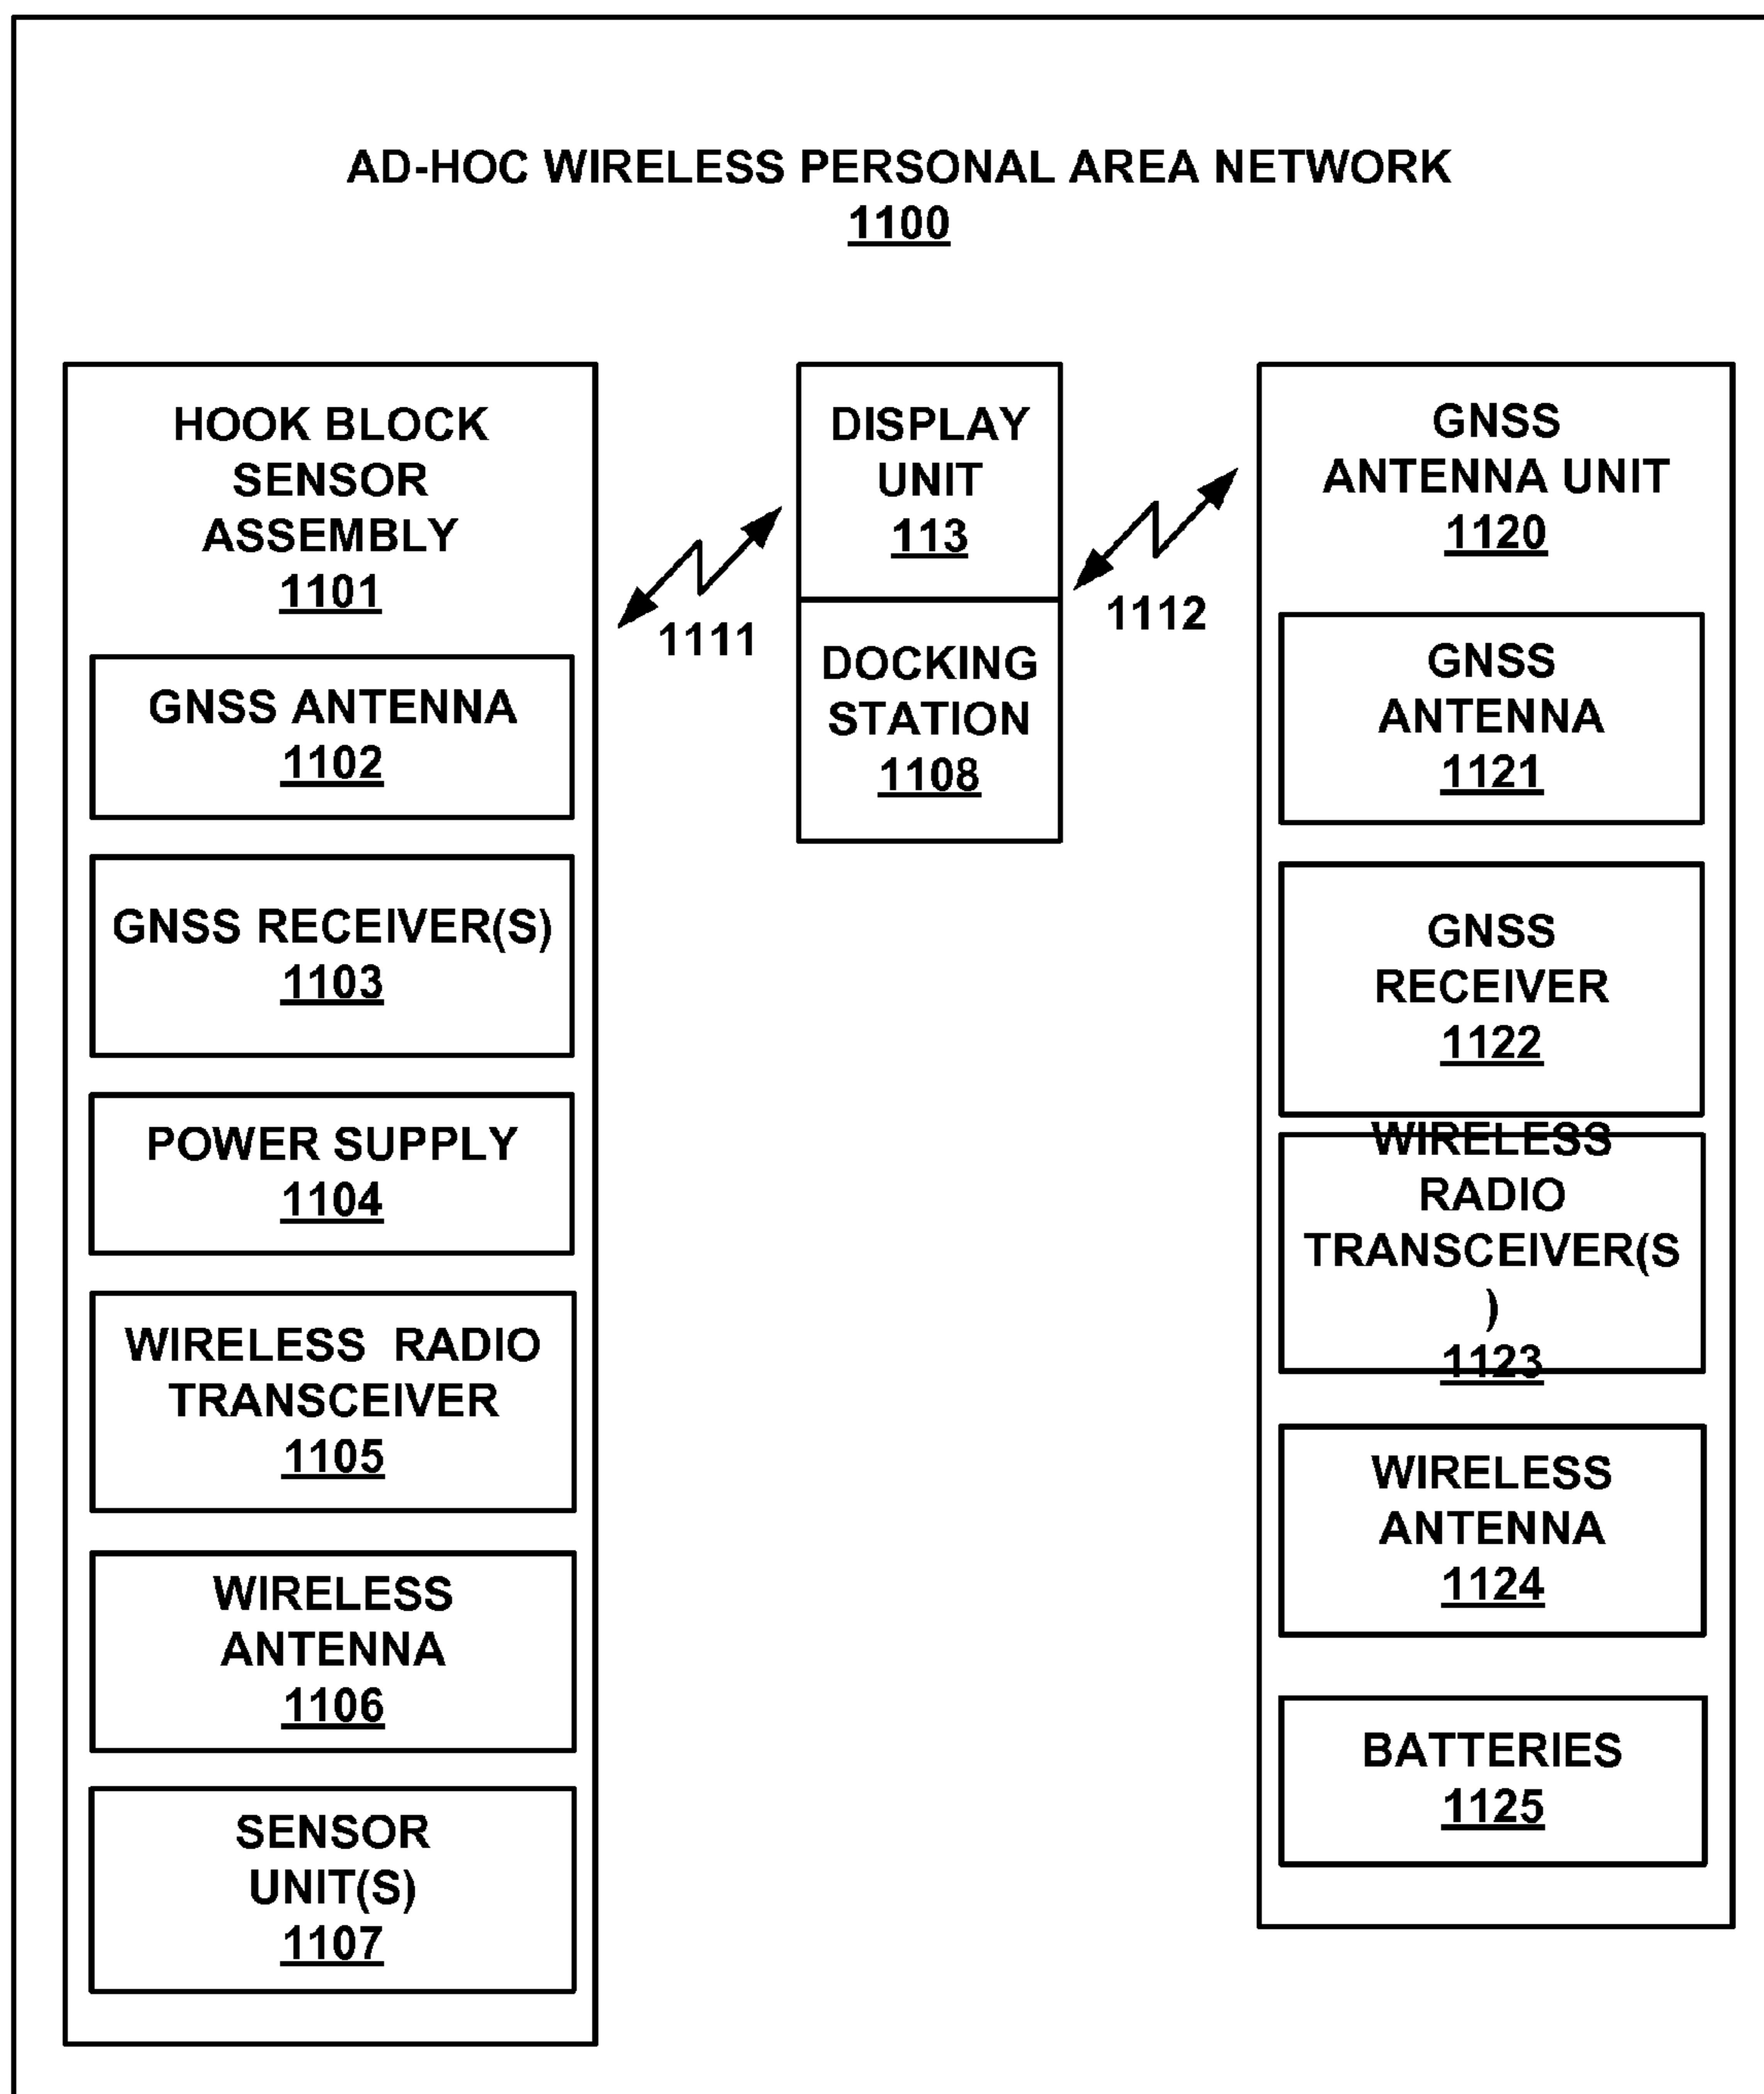 AD-HOC WIRELESS PERSONAL AREA NETWORK
1100
HOOK BLOCK
SENSOR
ASSEMBLY
1101
GNSS ANTENNA
1102
GNSS RECEIVER(S)
1103
POWER SUPPLY
1104
WIRELESS RADIO
TRANSCEIVER
1105
WIRELESS
ANTENNA
1106
SENSOR
UNIT(S)
1107
1111
DISPLAY
UNIT
113
DOCKING
STATION
1108
1112
GNSS
ANTENNA UNIT
1120
GNSS
ANTENNA
1121
GNSS
RECEIVER
1122
WIRELESS
RADIO
TRANSCEIVER(S
)
1123
WIRELESS
ANTENNA
1124
BATTERIES
1125